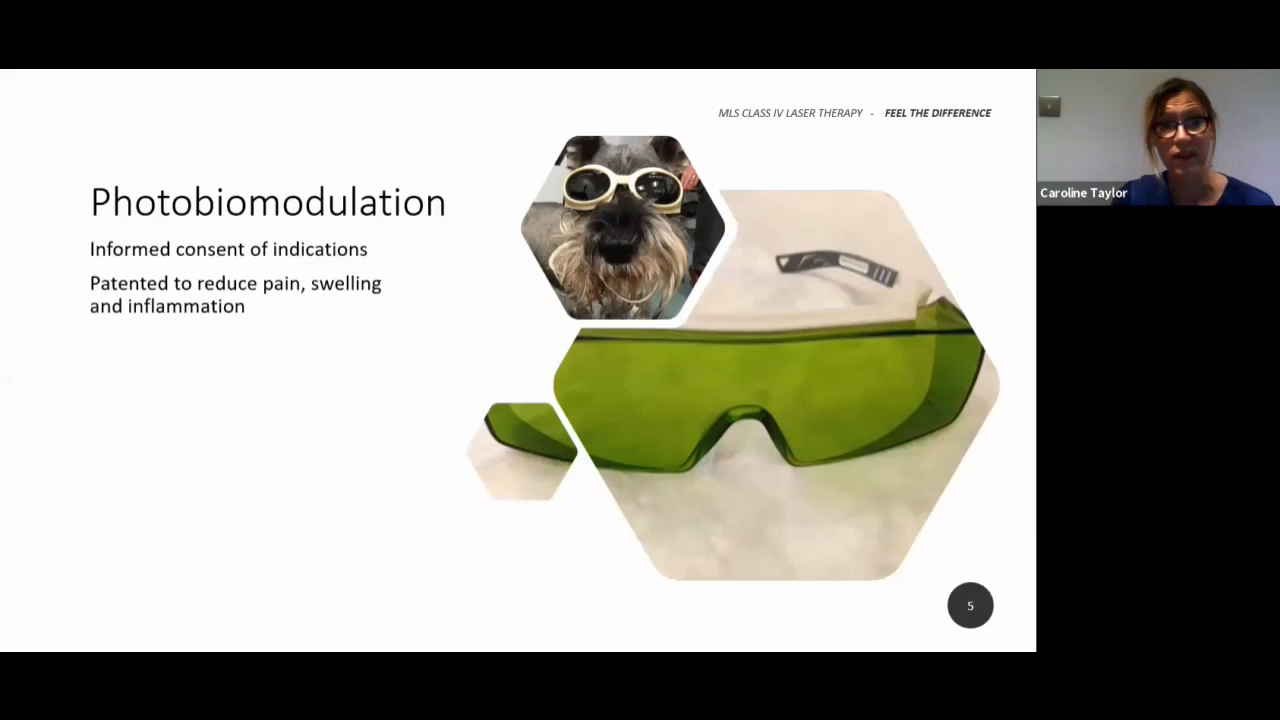 MLS CLASS IV LASER THERAPY - FEEL THE DIFFERENCE
Photobiomodulation
Informed consent of indications
Patented to reduce pain, swelling
and inflammation
Caroline Taylor
5